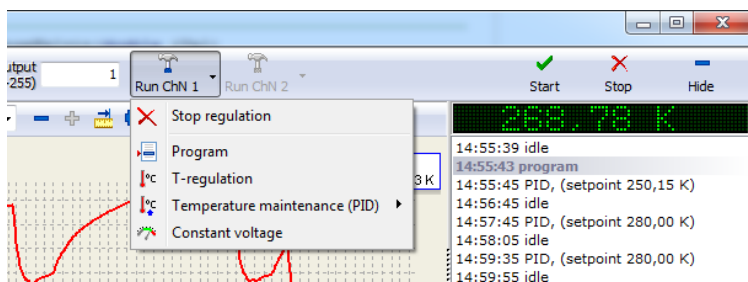 utput
-255)
1
Run ChN 1
Run ChN 2
Start
Stop
Hide
Stop regulation
Program
T-regulation
Temperature maintenance (PID)
Constant voltage
3 K
268.78 K
14:55:39 idle
14:55:43 program
14:55:45 PID, (setpoint 250,15 K)
14:56:45 idle
14:57:45 PID, (setpoint 280,00 K)
14:58:05 idle
14:59:35 PID, (setpoint 280,00 K)
14:59:55 idle